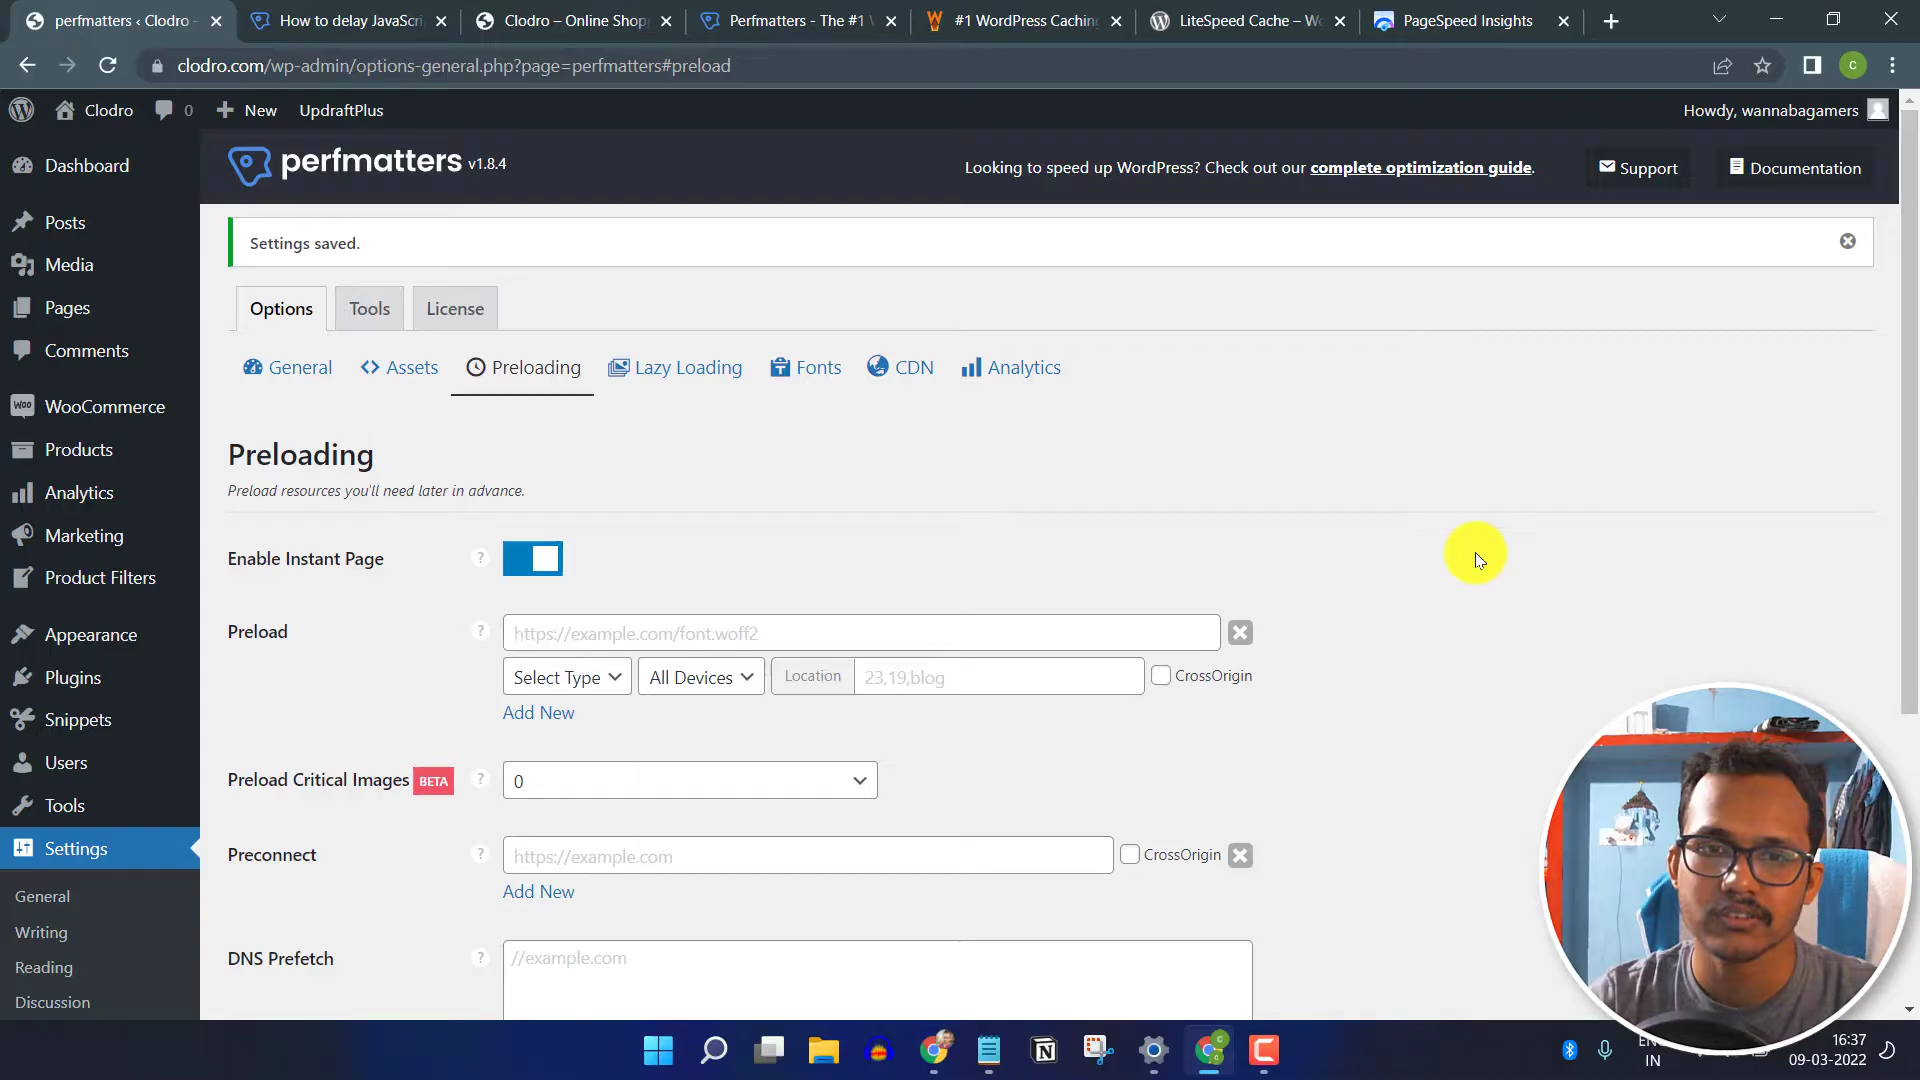 perfmatters ‹ Clodro -
How to delay JavaScri
Clodro – Online Shop
Perfmatters - The #1 
#1 WordPress Caching
LiteSpeed Cache – Wo
PageSpeed Insights
clodro.com/wp-admin/options-general.php?page=perfmatters#preload
C
Clodro
0
New
UpdraftPlus
Howdy, wannabagamers
perfmatters v1.8.4
Looking to speed up WordPress? Check out our complete optimization guide.
Support
Documentation
Dashboard
Posts
Media
Pages
Comments
WooCommerce
Products
Analytics
Marketing
Product Filters
Appearance
Plugins
Snippets
Users
Tools
Settings
General
Writing
Reading
Discussion
Settings saved.
Options
Tools
License
General
Assets
Preloading
Lazy Loading
Fonts
CDN
Analytics
Preloading
Preload resources you'll need later in advance.
Enable Instant Page ?
Preload ? https://example.com/font.woff2
Select Type All Devices Location 23,19,blog CrossOrigin
Add New
Preload Critical Images BETA ? 0
Preconnect ? https://example.com CrossOrigin
Add New
DNS Prefetch ? //example.com
IN
16:37
09-03-2022